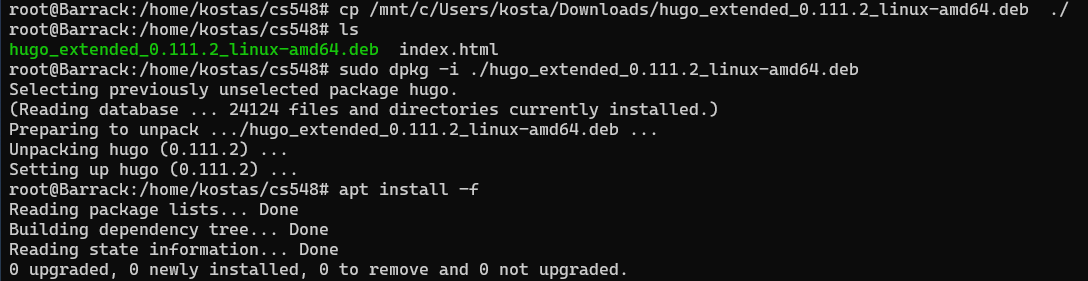 root@Barrack:/home/kostas/cs548# cp /mnt/c/Users/kosta/Downloads/hugo_extended_0.111.2_linux-amd64.deb  ./
root@Barrack:/home/kostas/cs548# ls
hugo_extended_0.111.2_linux-amd64.deb  index.html
root@Barrack:/home/kostas/cs548# sudo dpkg -i ./hugo_extended_0.111.2_linux-amd64.deb
Selecting previously unselected package hugo.
(Reading database ... 24124 files and directories currently installed.)
Preparing to unpack .../hugo_extended_0.111.2_linux-amd64.deb ...
Unpacking hugo (0.111.2) ...
Setting up hugo (0.111.2) ...
root@Barrack:/home/kostas/cs548# apt install -f
Reading package lists... Done
Building dependency tree... Done
Reading state information... Done
0 upgraded, 0 newly installed, 0 to remove and 0 not upgraded.